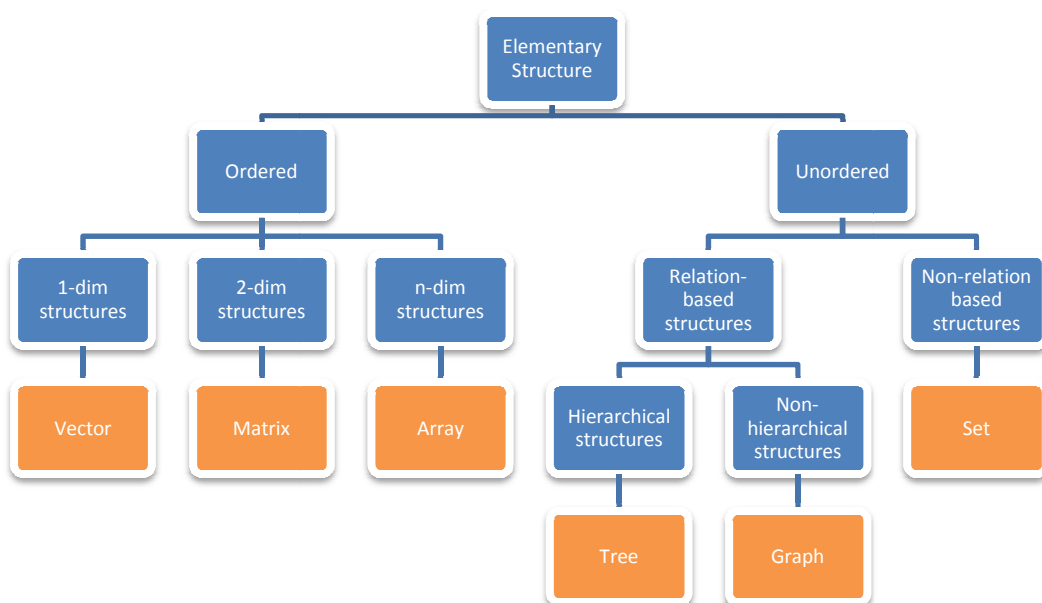 Elementary
Structure
Ordered
Unordered
1-dim
structures
2-dim
structures
n-dim
structures
Relation-
based
structures
Non-relation
based
structures
Vector
Matrix
Array
Hierarchical
structures
Non-
hierarchical
structures
Set
Tree
Graph